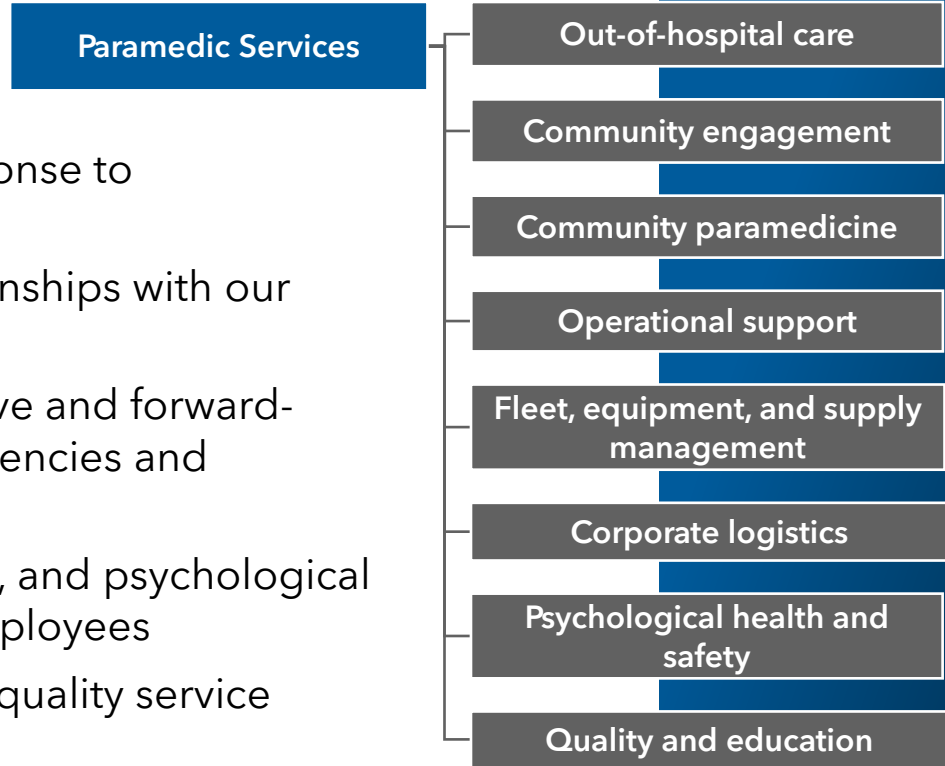 Paramedic Services
onse to
nships with our
ve and forward-
encies and
, and psychological
ployees
quality service
Out-of-hospital care
Community engagement
Community paramedicine
Operational support
Fleet, equipment, and supply
management
Corporate logistics
Psychological health and
safety
Quality and education